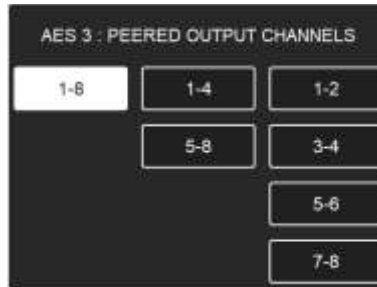 AES 3 : PEERED OUTPUT CHANNELS
1-8 1-4 1-2
5-8 3-4
5-6
7-8